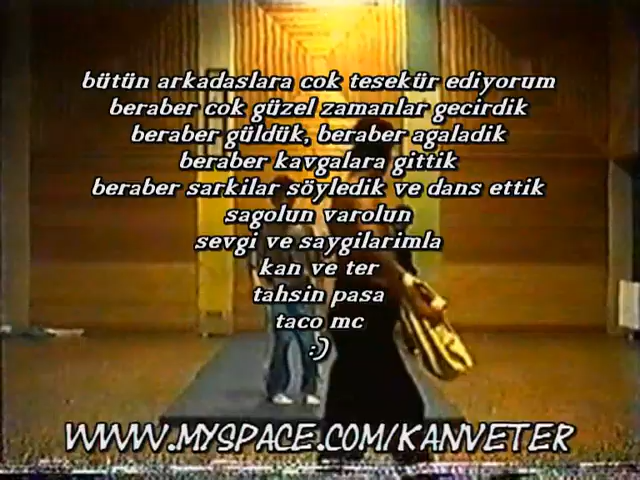 bütün arkadaslara cok tesekür ediyorum
beraber cok güzel zamanlar gecirdik
beraber güldük, beraber agaladik
beraber kavgalara gittik
beraber sarkilar söyledik ve dans ettik
sagolun varolun
sevgi ve saygilarimla
kan ve ter
tahsin pasa
taco mc
:)
WWW.MYSPACE.COM/KANVETER